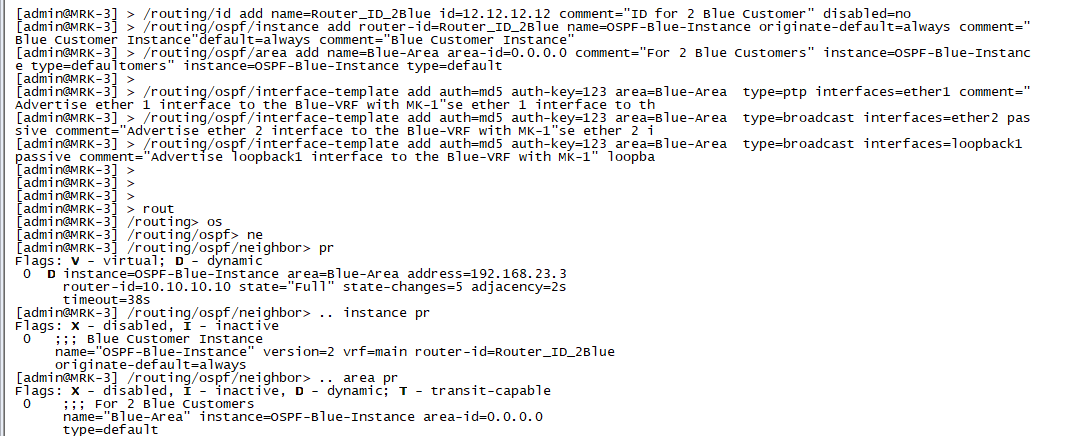 [admin@MRK-3] > /routing/id add name=Router_ID_2Blue id=12.12.12.12 comment="ID for 2 Blue Customer" disabled=no
[admin@MRK-3] > /routing/ospf/instance add router-id=Router_ID_2Blue name=OSPF-Blue-Instance originate-default=always comment="
Blue Customer Instance"default=always comment="Blue Customer Instance"
[admin@MRK-3] > /routing/ospf/area add name=Blue-Area area-id=0.0.0.0 comment="For 2 Blue Customers" instance=OSPF-Blue-Instanc
e type=defaultomers" instance=OSPF-Blue-Instance type=default
[admin@MRK-3] >
[admin@MRK-3] > /routing/ospf/interface-template add auth=md5 auth-key=123 area=Blue-Area  type=ptp interfaces=ether1 comment="
Advertise ether 1 interface to the Blue-VRF with MK-1"se ether 1 interface to th
[admin@MRK-3] > /routing/ospf/interface-template add auth=md5 auth-key=123 area=Blue-Area  type=broadcast interfaces=ether2 pas
sive comment="Advertise ether 2 interface to the Blue-VRF with MK-1"se ether 2 i
[admin@MRK-3] > /routing/ospf/interface-template add auth=md5 auth-key=123 area=Blue-Area  type=broadcast interfaces=loopback1
passive comment="Advertise loopback1 interface to the Blue-VRF with MK-1" loopba
[admin@MRK-3] >
[admin@MRK-3] >
[admin@MRK-3] >
[admin@MRK-3] > rout
[admin@MRK-3] /routing> os
[admin@MRK-3] /routing/ospf> ne
[admin@MRK-3] /routing/ospf/neighbor> pr
Flags: V - virtual; D - dynamic
0  D instance=OSPF-Blue-Instance area=Blue-Area address=192.168.23.3
router-id=10.10.10.10 state="Full" state-changes=5 adjacency=2s
timeout=38s
[admin@MRK-3] /routing/ospf/neighbor> .. instance pr
Flags: X - disabled, I - inactive
0   ;;; Blue Customer Instance
name="OSPF-Blue-Instance" version=2 vrf=main router-id=Router_ID_2Blue
originate-default=always
[admin@MRK-3] /routing/ospf/neighbor> .. area pr
Flags: X - disabled, I - inactive, D - dynamic; T - transit-capable
0    ;;; For 2 Blue Customers
name="Blue-Area" instance=OSPF-Blue-Instance area-id=0.0.0.0
type=default